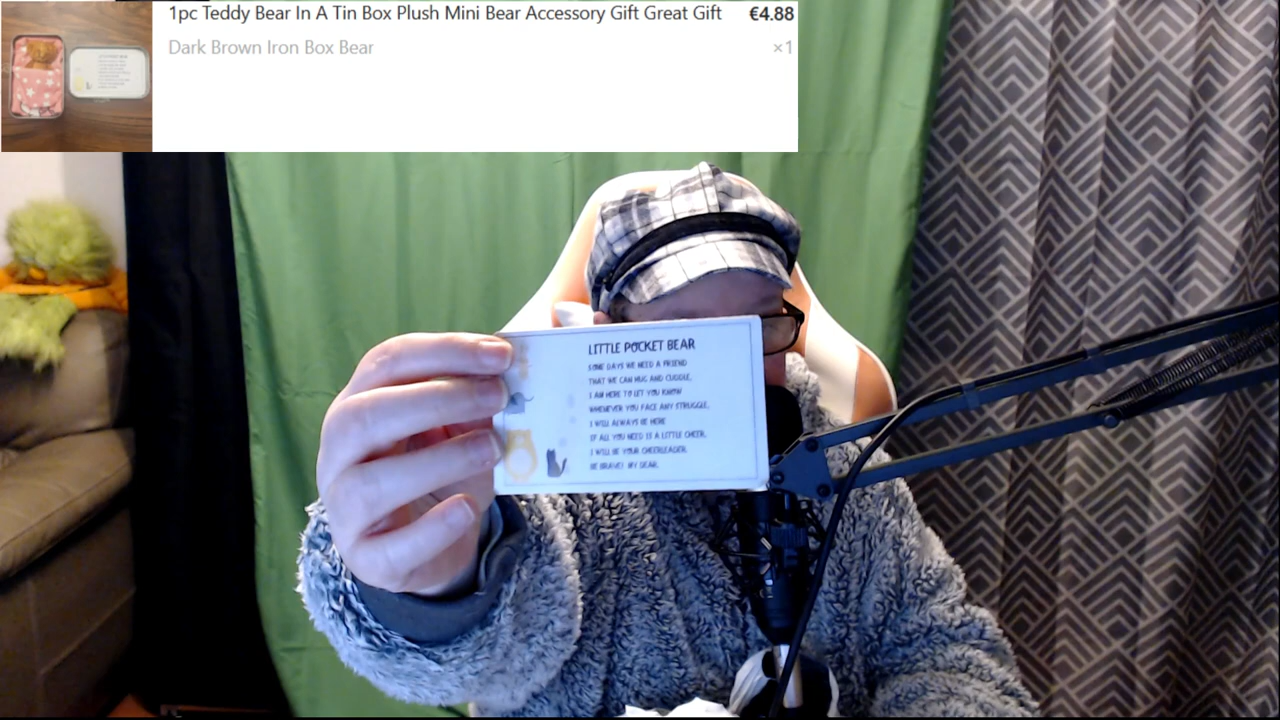 1pc Teddy Bear In A Tin Box Plush Mini Bear Accessory Gift Great Gift €4.88
Dark Brown Iron Box Bear ×1
LITTLE POCKET BEAR
SOME DAYS WE NEED A FRIEND
THAT WE CAN HUG AND CUDDLE.
I AM HERE TO LET YOU KNOW
WHENEVER YOU FACE ANY STRUGGLE.
I WILL ALWAYS BE HERE
IF ALL YOU NEED IS A LITTLE CHEER.
I WILL BE YOUR CHEERLEADER.
BE BRAVE! MY DEAR.